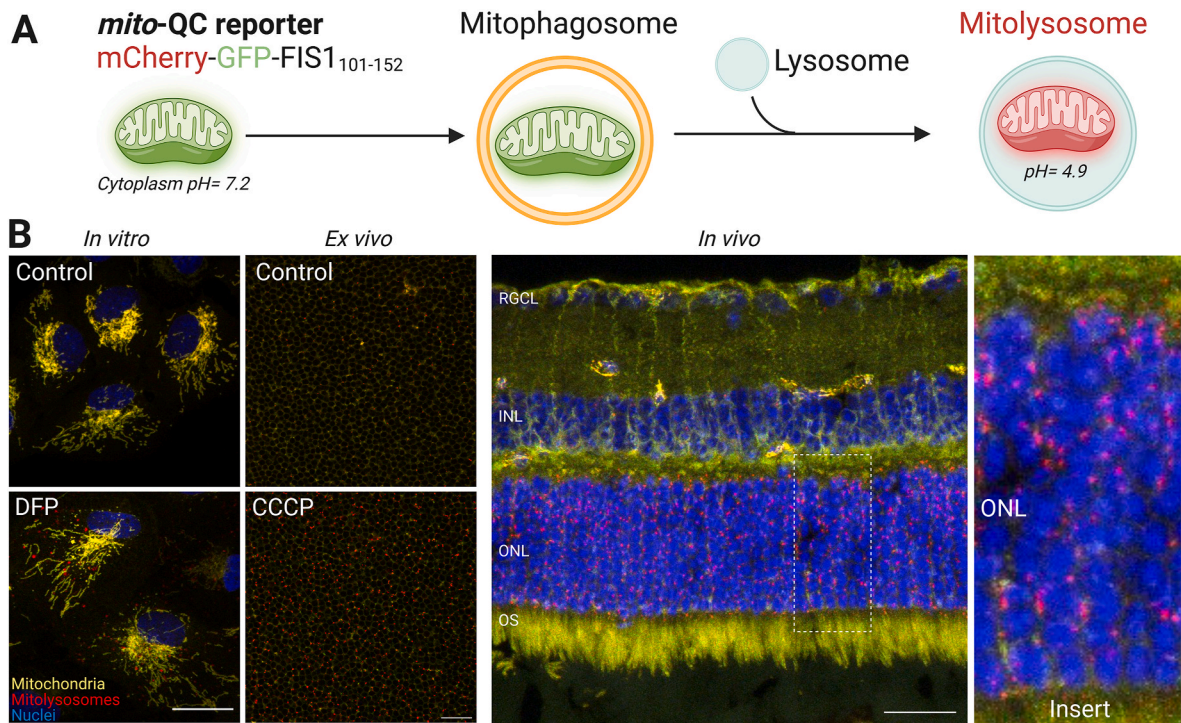 A
mito-QC reporter
mCherry-GFP-FIS1101-152
Cytoplasm pH= 7.2
Mitophagosome
Lysosome
Mitolysosome
pH= 4.9
B
In vitro
Ex vivo
In vivo
Control
Control
DFP
CCCP
Mitochondria
Mitolysosomes
Nuclei
RGCL
INL
ONL
OS
ONL
Insert